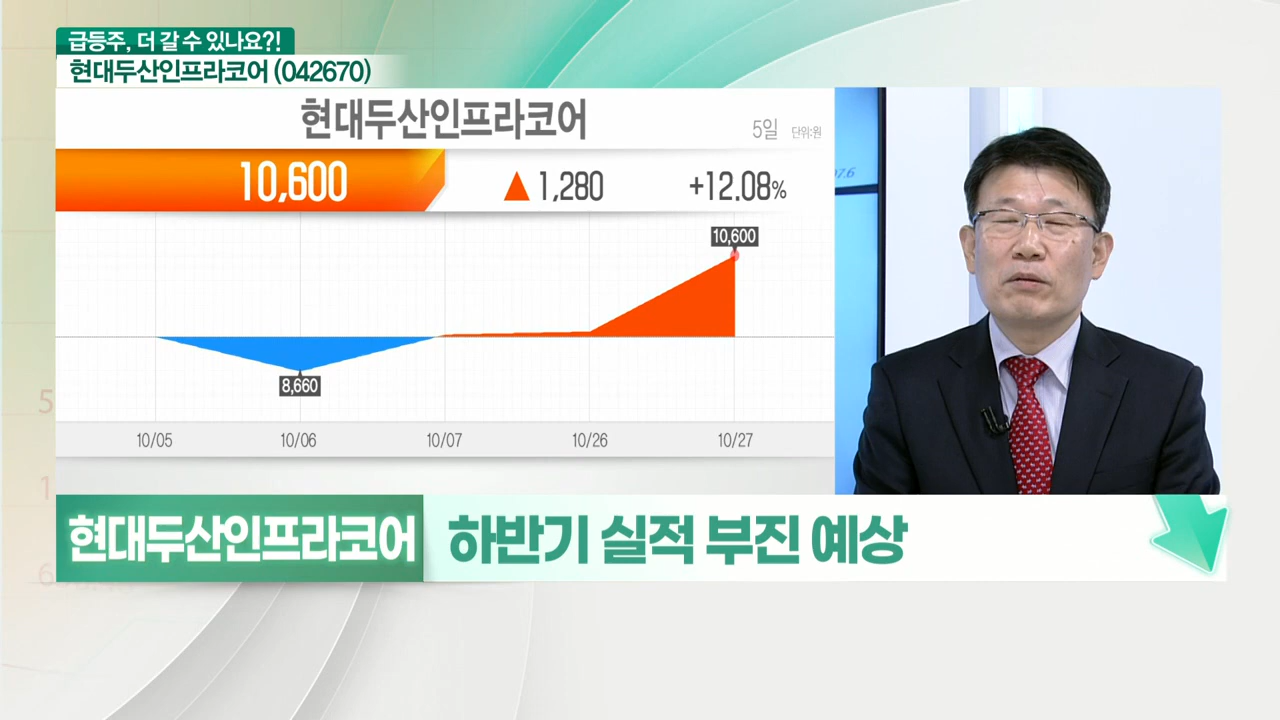 급등주, 더 갈 수 있나요?!
현대두산인프라코어 (042670)
현대두산인프라코어
5일 단위:원
10,600 ▲ 1,280 +12.08%
10,600
8,660
10/05 10/06 10/07 10/26 10/27
현대두산인프라코어 하반기 실적 부진 예상